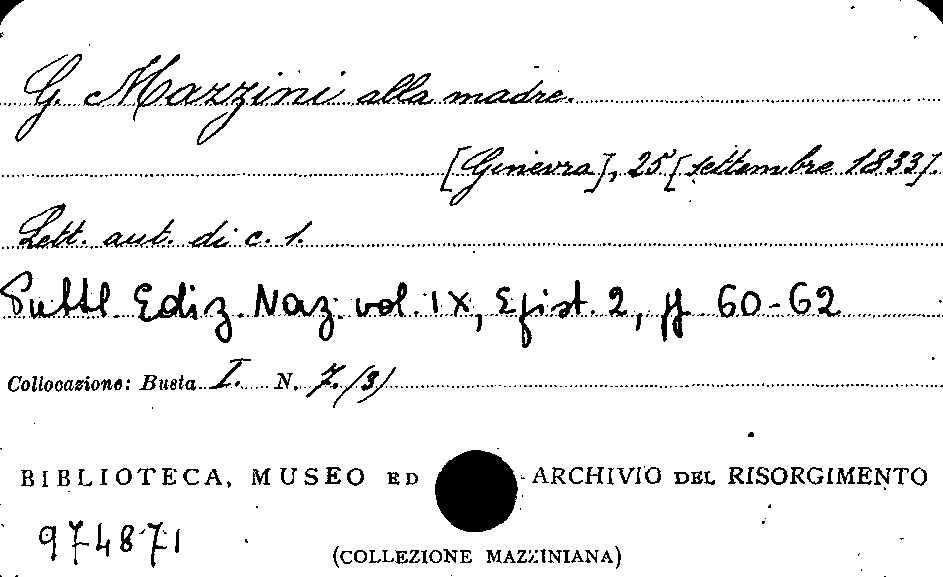 G. Mazzini alla madre.
[Ginevra], 25 [settembre 1833].
Lett. aut. di c. 1.
Pubbl. Ediz. Naz. vol. IX, Epist. 2, pp. 60-62
Collocazione: Busta I. N. 7.(3)
BIBLIOTECA, MUSEO ED ARCHIVIO DEL RISORGIMENTO
974871
(COLLEZIONE MAZZINIANA)